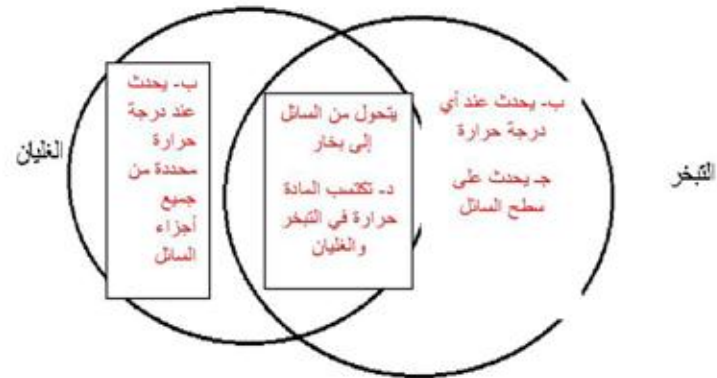 التبخر
ب- يحدث عند أي
درجة حرارة
جـ يحدث على
سطح السائل
يتحول من السائل
إلى بخار
د- تكتسب المادة
حرارة في التبخر
والغليان
ب- يحدث
عند درجة
حرارة
محددة من
جميع
أجزاء
السائل
الغليان